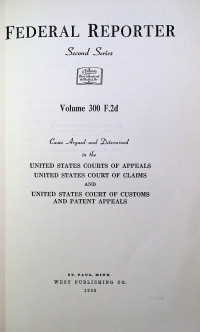 FEDERAL REPORTER
Second Series
Volume 300 F.2d
Cases Argued and Determined
in the
UNITED STATES COURTS OF APPEALS
UNITED STATES COURT OF CLAIMS
AND
UNITED STATES COURT OF CUSTOMS
AND PATENT APPEALS
ST. PAUL, MINN.
WEST PUBLISHING CO.
1962